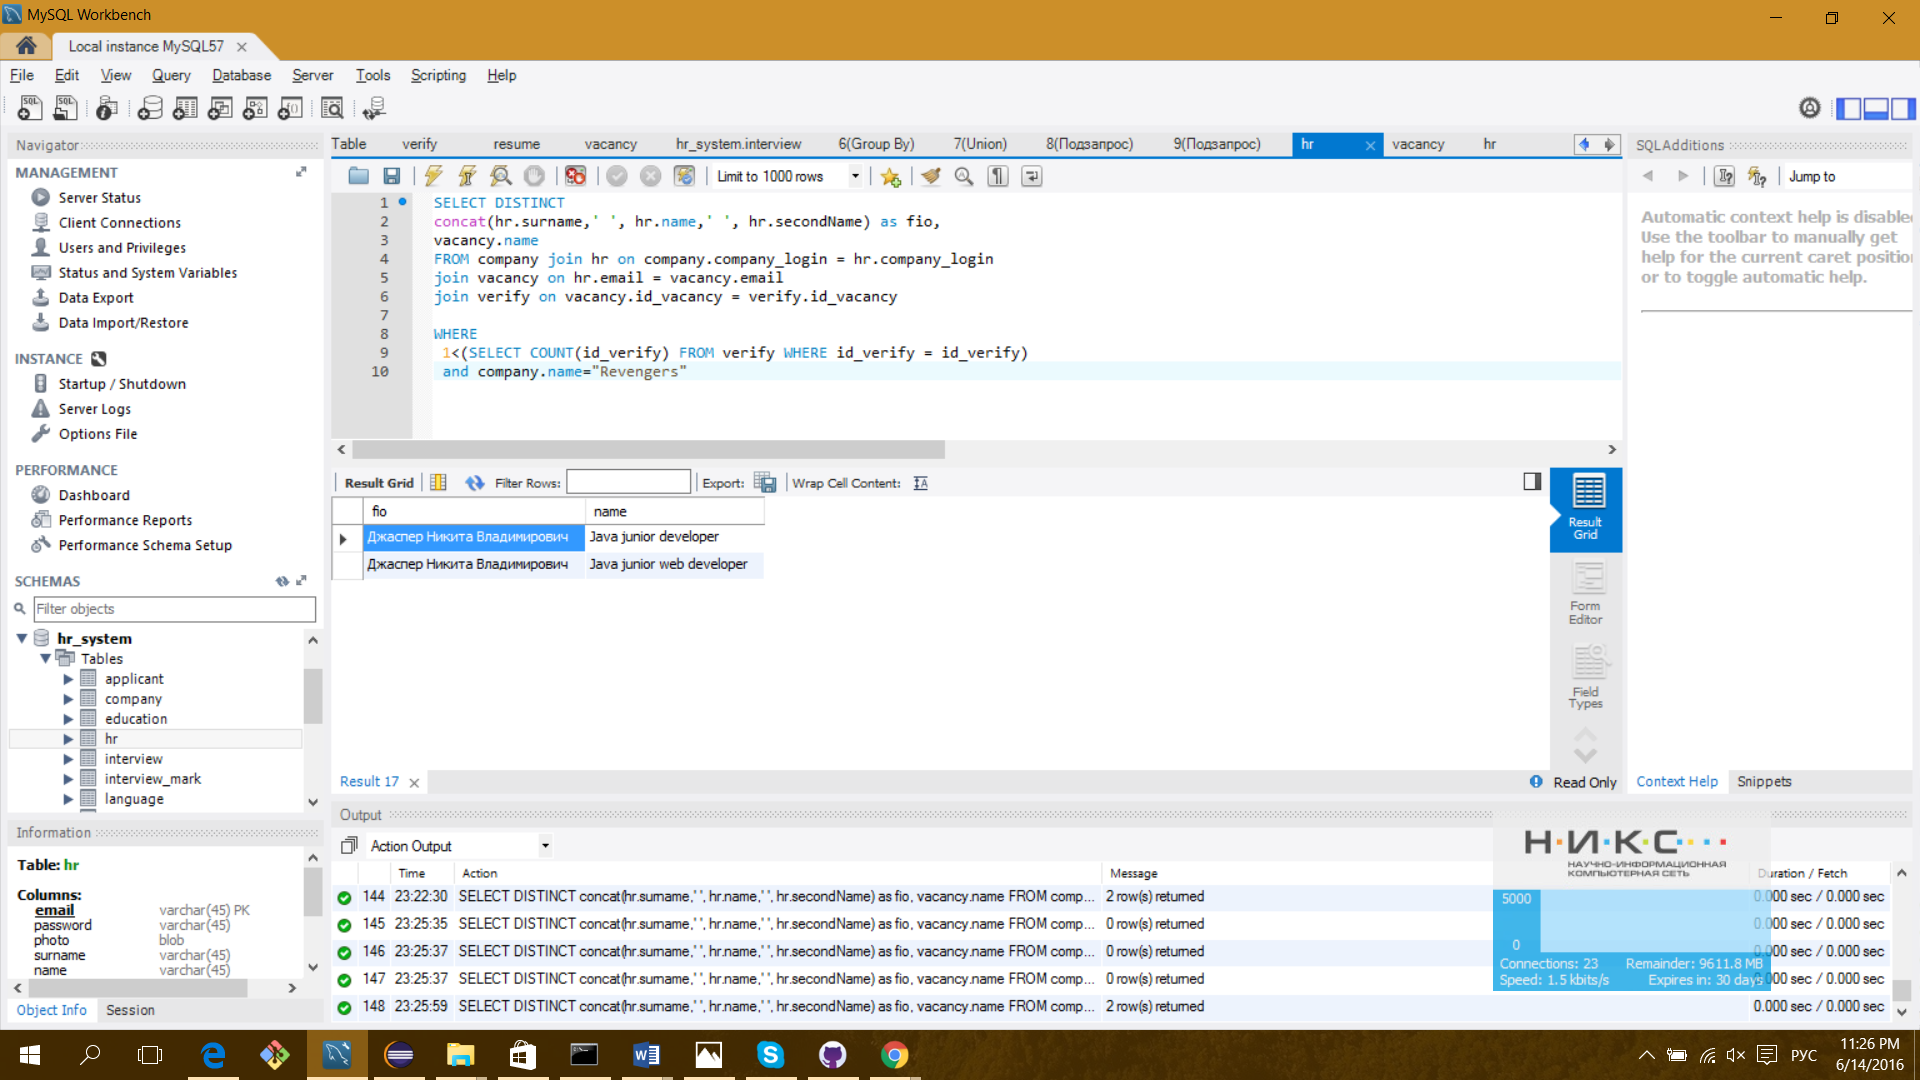 MySQL Workbench
Local instance MySQL57
File Edit View Query Database Server Tools Scripting Help
Navigator
MANAGEMENT
Server Status
Client Connections
Users and Privileges
Status and System Variables
Data Export
Data Import/Restore
INSTANCE
Startup / Shutdown
Server Logs
Options File
PERFORMANCE
Dashboard
Performance Reports
Performance Schema Setup
SCHEMAS
Filter objects
hr_system
Tables
applicant
company
education
hr
interview
interview_mark
language
Information
Table: hr
Columns:
email varchar(45) PK
password varchar(45)
photo blob
surname varchar(45)
name varchar(45)
Object Info Session
Table verify resume vacancy hr_system.interview 6(Group By) 7(Union) 8(Подзапрос) 9(Подзапрос) hr vacancy hr
Limit to 1000 rows
1 SELECT DISTINCT
2 concat(hr.surname,' ', hr.name,' ', hr.secondName) as fio,
3 vacancy.name
4 FROM company join hr on company.company_login = hr.company_login
5 join vacancy on hr.email = vacancy.email
6 join verify on vacancy.id_vacancy = verify.id_vacancy
7
8 WHERE
9 1<(SELECT COUNT(id_verify) FROM verify WHERE id_verify = id_verify)
10 and company.name="Revengers"
Result Grid Filter Rows: Export: Wrap Cell Content:
fio name
Джаспер Никита Владимирович Java junior developer
Джаспер Никита Владимирович Java junior web developer
Result Grid
Form Editor
Field Types
Result 17
Read Only
SQLAdditions
Jump to
Automatic context help is disabled
Use the toolbar to manually get
help for the current caret position
or to toggle automatic help.
Context Help Snippets
Output
Action Output
Time Action Message Duration / Fetch
144 23:22:30 SELECT DISTINCT concat(hr.surname,' ', hr.name,' ', hr.secondName) as fio, vacancy.name FROM comp... 2 row(s) returned 0.000 sec / 0.000 sec
145 23:25:35 SELECT DISTINCT concat(hr.surname,' ', hr.name,' ', hr.secondName) as fio, vacancy.name FROM comp... 0 row(s) returned 0.000 sec / 0.000 sec
146 23:25:37 SELECT DISTINCT concat(hr.surname,' ', hr.name,' ', hr.secondName) as fio, vacancy.name FROM comp... 0 row(s) returned 0.000 sec / 0.000 sec
147 23:25:37 SELECT DISTINCT concat(hr.surname,' ', hr.name,' ', hr.secondName) as fio, vacancy.name FROM comp... 0 row(s) returned 0.000 sec / 0.000 sec
148 23:25:59 SELECT DISTINCT concat(hr.surname,' ', hr.name,' ', hr.secondName) as fio, vacancy.name FROM comp... 2 row(s) returned 0.000 sec / 0.000 sec
Н·И·К·С
НАУЧНО-ИНФОРМАЦИОННАЯ
КОМПЬЮТЕРНАЯ СЕТЬ
5000
0
Connections: 23 Remainder: 9611.8 MB
Speed: 1.5 kbits/s Expires in: 30 days
РУС
11:26 PM
6/14/2016